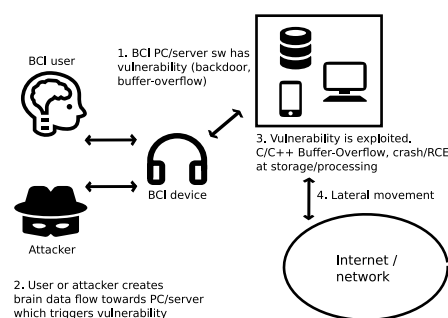 1. BCI PC/server sw has
vulnerability (backdoor,
buffer-overflow)
BCI user
BCI device
Attacker
3. Vulnerability is exploited.
C/C++ Buffer-Overflow, crash/RCE
at storage/processing
4. Lateral movement
Internet /
network
2. User or attacker creates
brain data flow towards PC/server
which triggers vulnerability